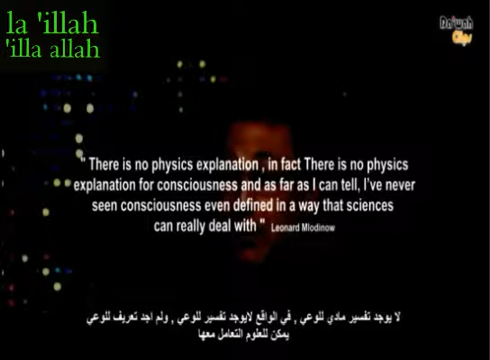 la 'illah
'illa allah
Da'wah
Clip
" There is no physics explanation , in fact There is no physics
explanation for consciousness and as far as I can tell, I've never
seen consciousness even defined in a way that sciences
can really deal with " Leonard Mlodinow
لا يوجد تفسير مادي للوعي , في الواقع لايوجد تفسير للوعي , ولم اجد تعريف للوعي
يمكن للعلوم التعامل معها